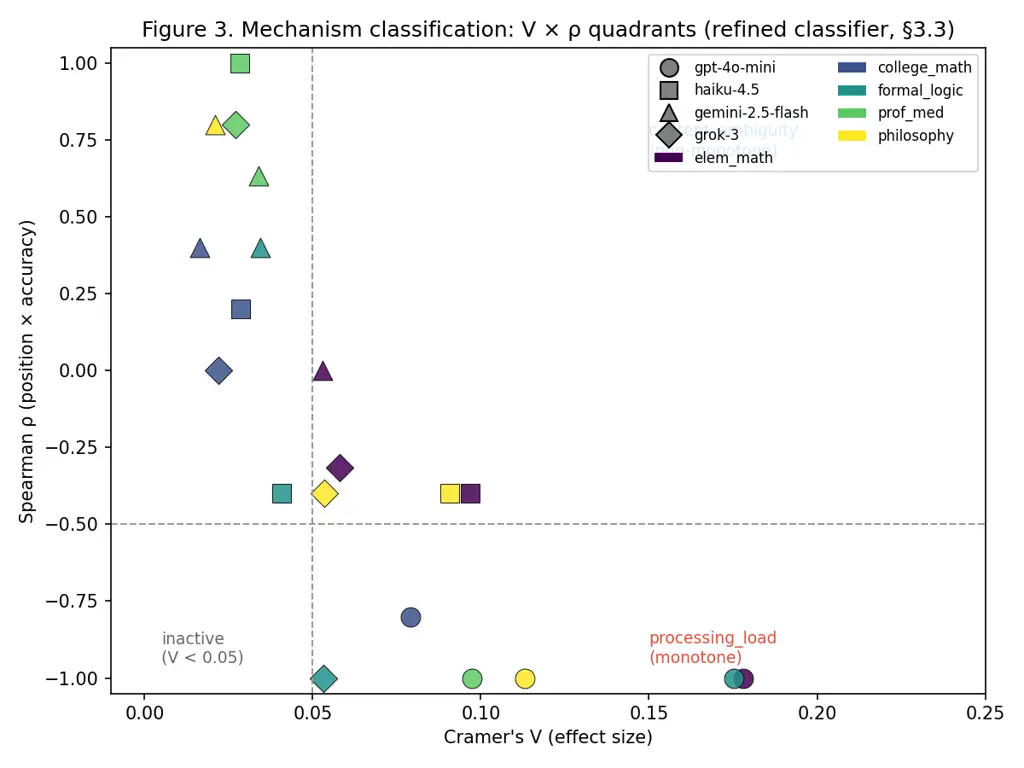 Figure 3. Mechanism classification: V × ρ quadrants (refined classifier, §3.3)
1.00
0.75
0.50
0.25
0.00
−0.25
−0.50
−0.75
−1.00
Spearman ρ (position × accuracy)
gpt-4o-mini
haiku-4.5
gemini-2.5-flash
grok-3
elem_math
college_math
formal_logic
prof_med
philosophy
inactive
(V < 0.05)
processing_load
(monotone)
0.00
0.05
0.10
0.15
0.20
0.25
Cramer's V (effect size)